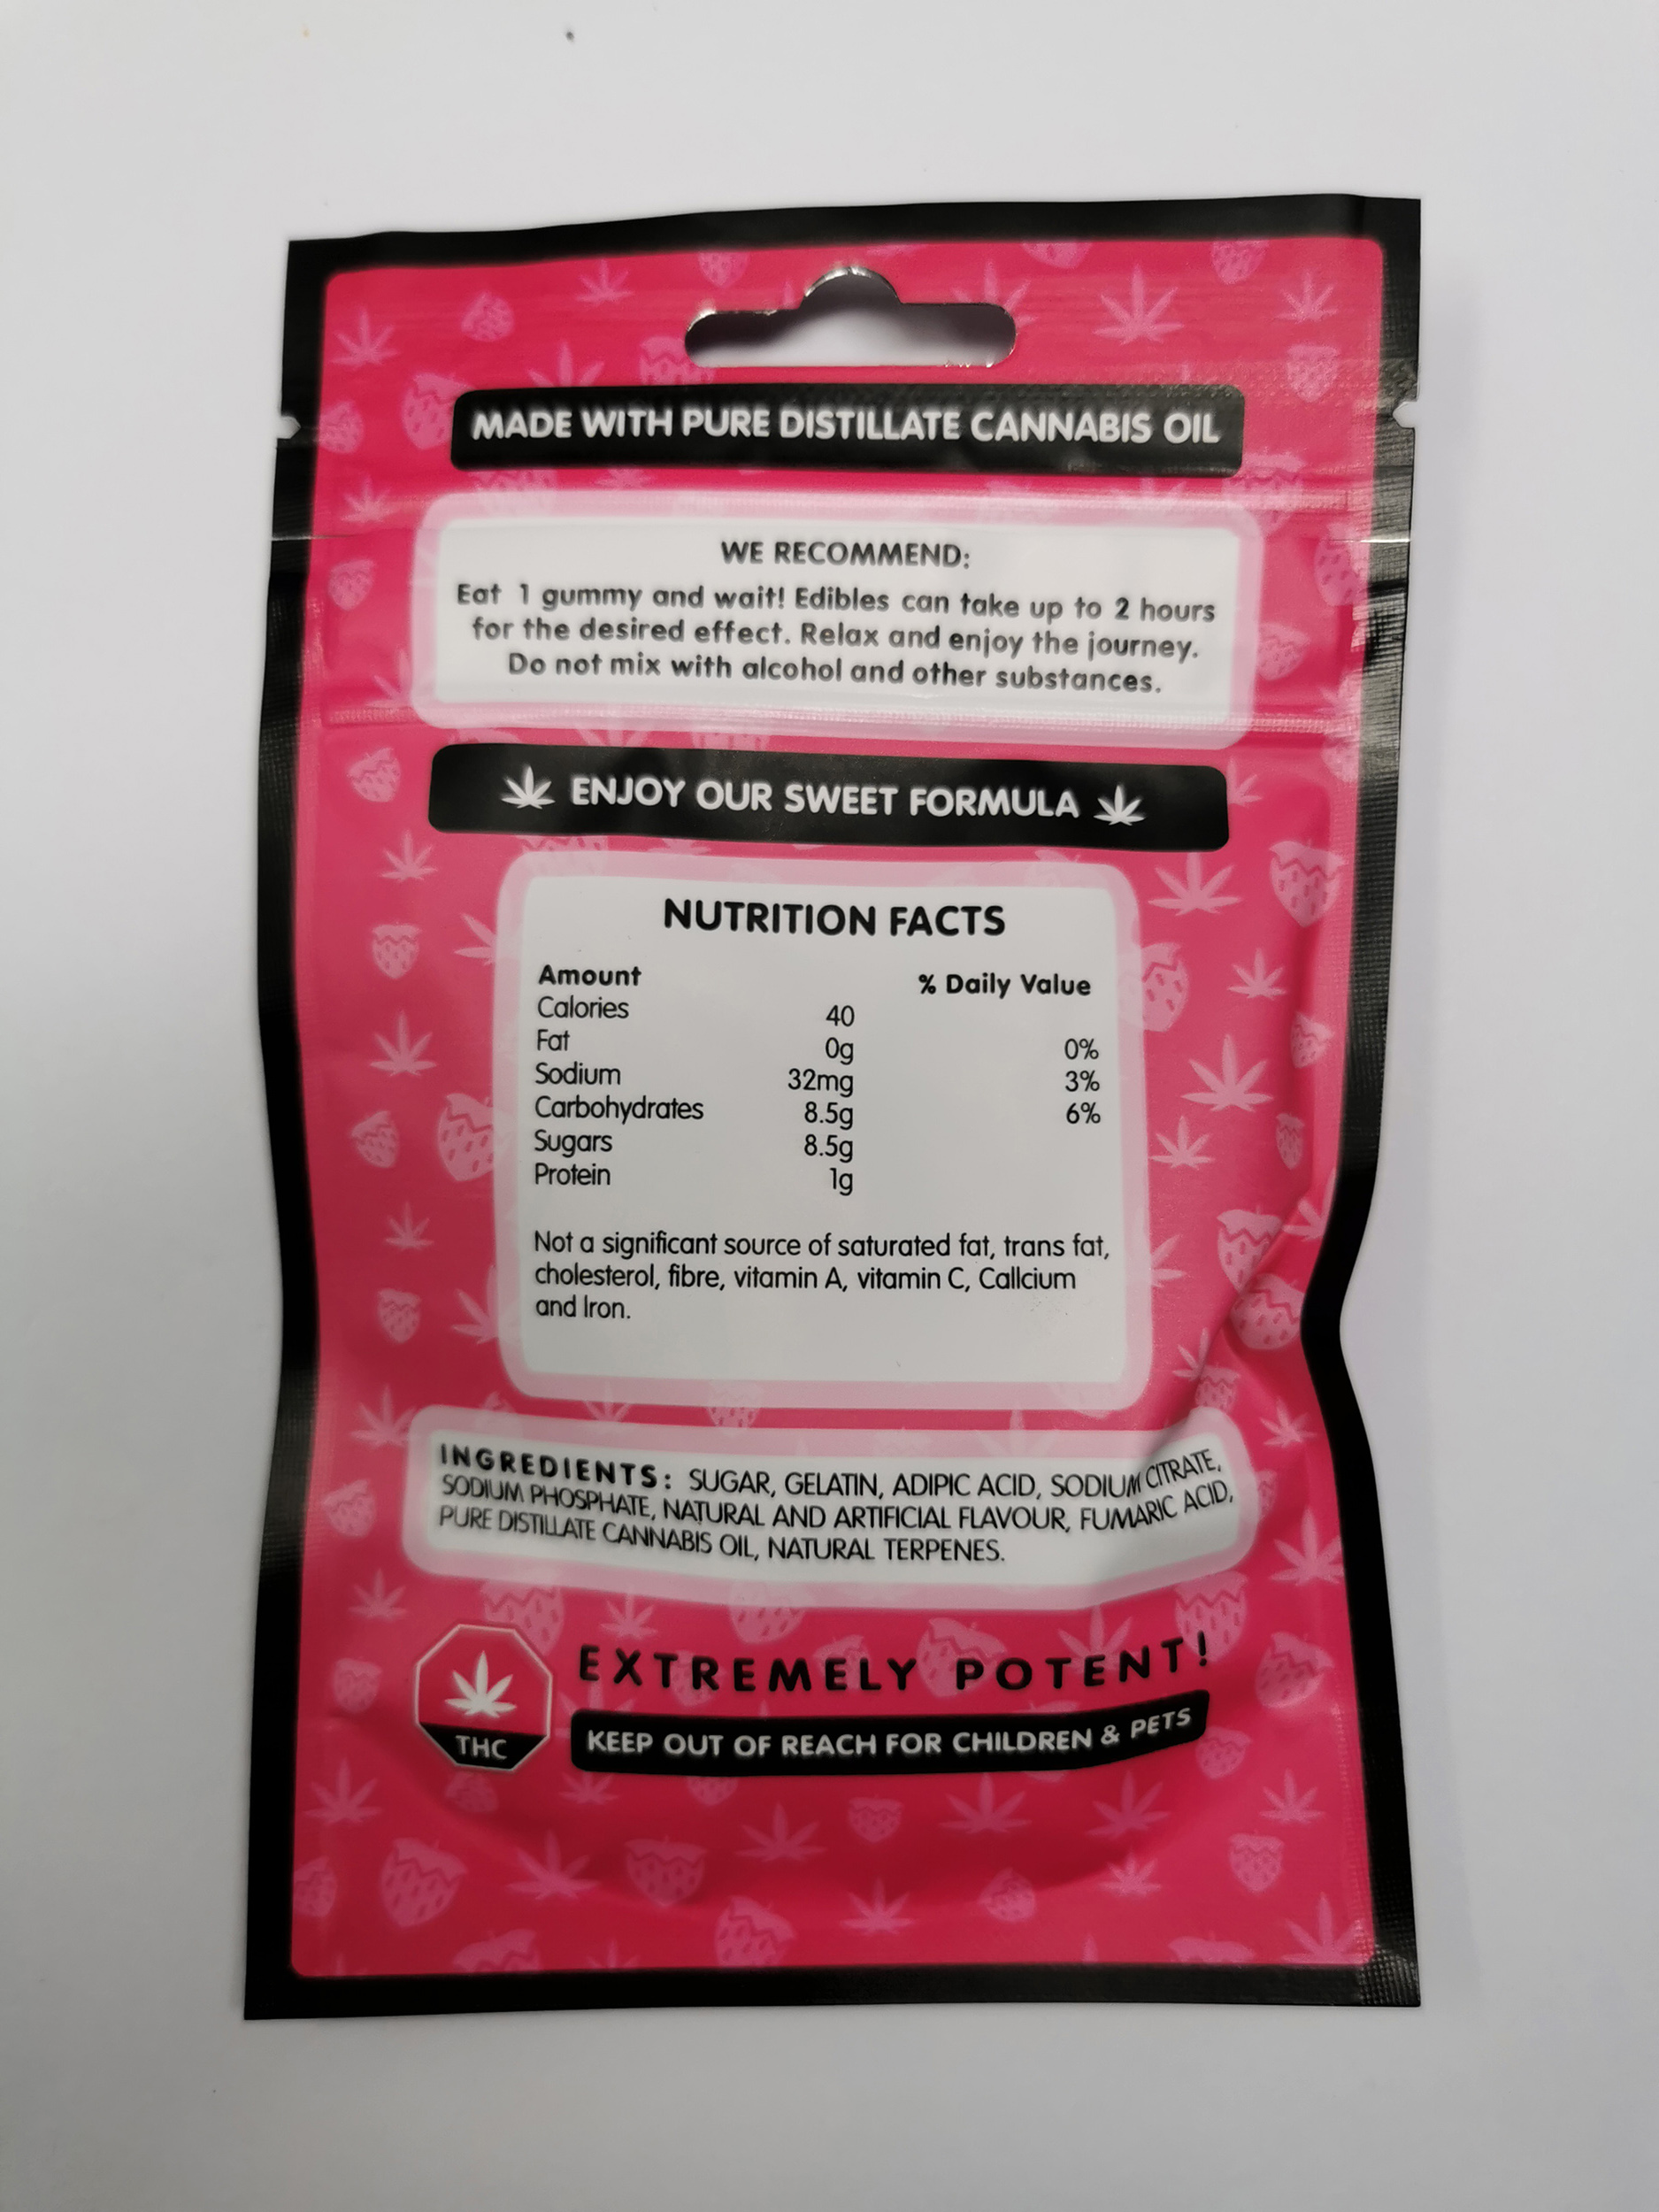 MADE WITH PURE DISTILLATE CANNABIS OIL
WE RECOMMEND:
Eat 1 gummy and wait! Edibles can take up to 2 hours
for the desired effect. Relax and enjoy the journey.
Do not mix with alcohol and other substances.
ENJOY OUR SWEET FORMULA
NUTRITION FACTS
Amount % Daily Value
Calories 40
Fat 0g 0%
Sodium 32mg 3%
Carbohydrates 8.5g 6%
Sugars 8.5g
Protein 1g
Not a significant source of saturated fat, trans fat,
cholesterol, fibre, vitamin A, vitamin C, Callcium
and Iron.
INGREDIENTS: SUGAR, GELATIN, ADIPIC ACID, SODIUM CITRATE,
SODIUM PHOSPHATE, NATURAL AND ARTIFICIAL FLAVOUR, FUMARIC ACID,
PURE DISTILLATE CANNABIS OIL, NATURAL TERPENES.
EXTREMELY POTENT!
KEEP OUT OF REACH FOR CHILDREN & PETS
THC